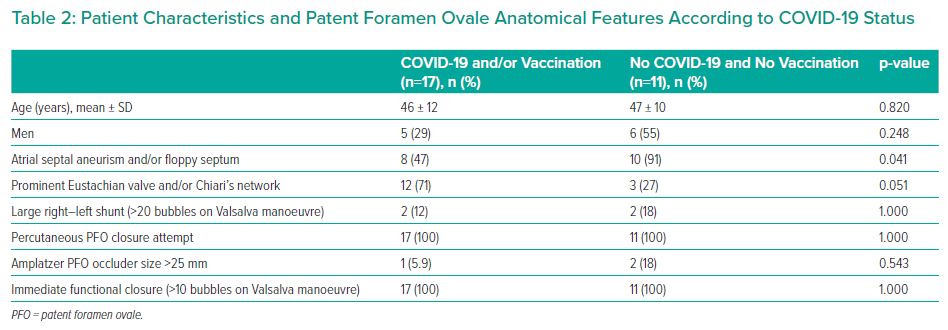 Table 2: Patient Characteristics and Patent Foramen Ovale Anatomical Features According to COVID-19 Status
COVID-19 and/or Vaccination (n=17), n (%) No COVID-19 and No Vaccination (n=11), n (%) p-value
Age (years), mean ± SD 46 ± 12 47 ± 10 0.820
Men 5 (29) 6 (55) 0.248
Atrial septal aneurism and/or floppy septum 8 (47) 10 (91) 0.041
Prominent Eustachian valve and/or Chiari's network 12 (71) 3 (27) 0.051
Large right–left shunt (>20 bubbles on Valsalva manoeuvre) 2 (12) 2 (18) 1.000
Percutaneous PFO closure attempt 17 (100) 11 (100) 1.000
Amplatzer PFO occluder size >25 mm 1 (5.9) 2 (18) 0.543
Immediate functional closure (>10 bubbles on Valsalva manoeuvre) 17 (100) 11 (100) 1.000
PFO = patent foramen ovale.